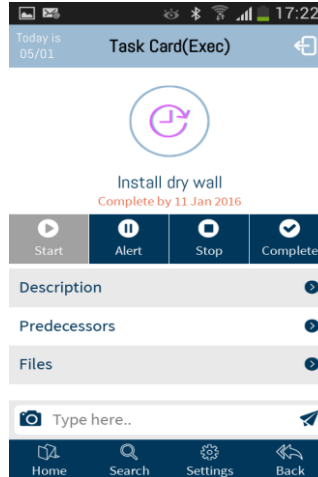 17:22
Today is
05/01
Task Card(Exec)
Install dry wall
Complete by 11 Jan 2016
Start Alert Stop Complete
Description
Predecessors
Files
Type here..
Home Search Settings Back